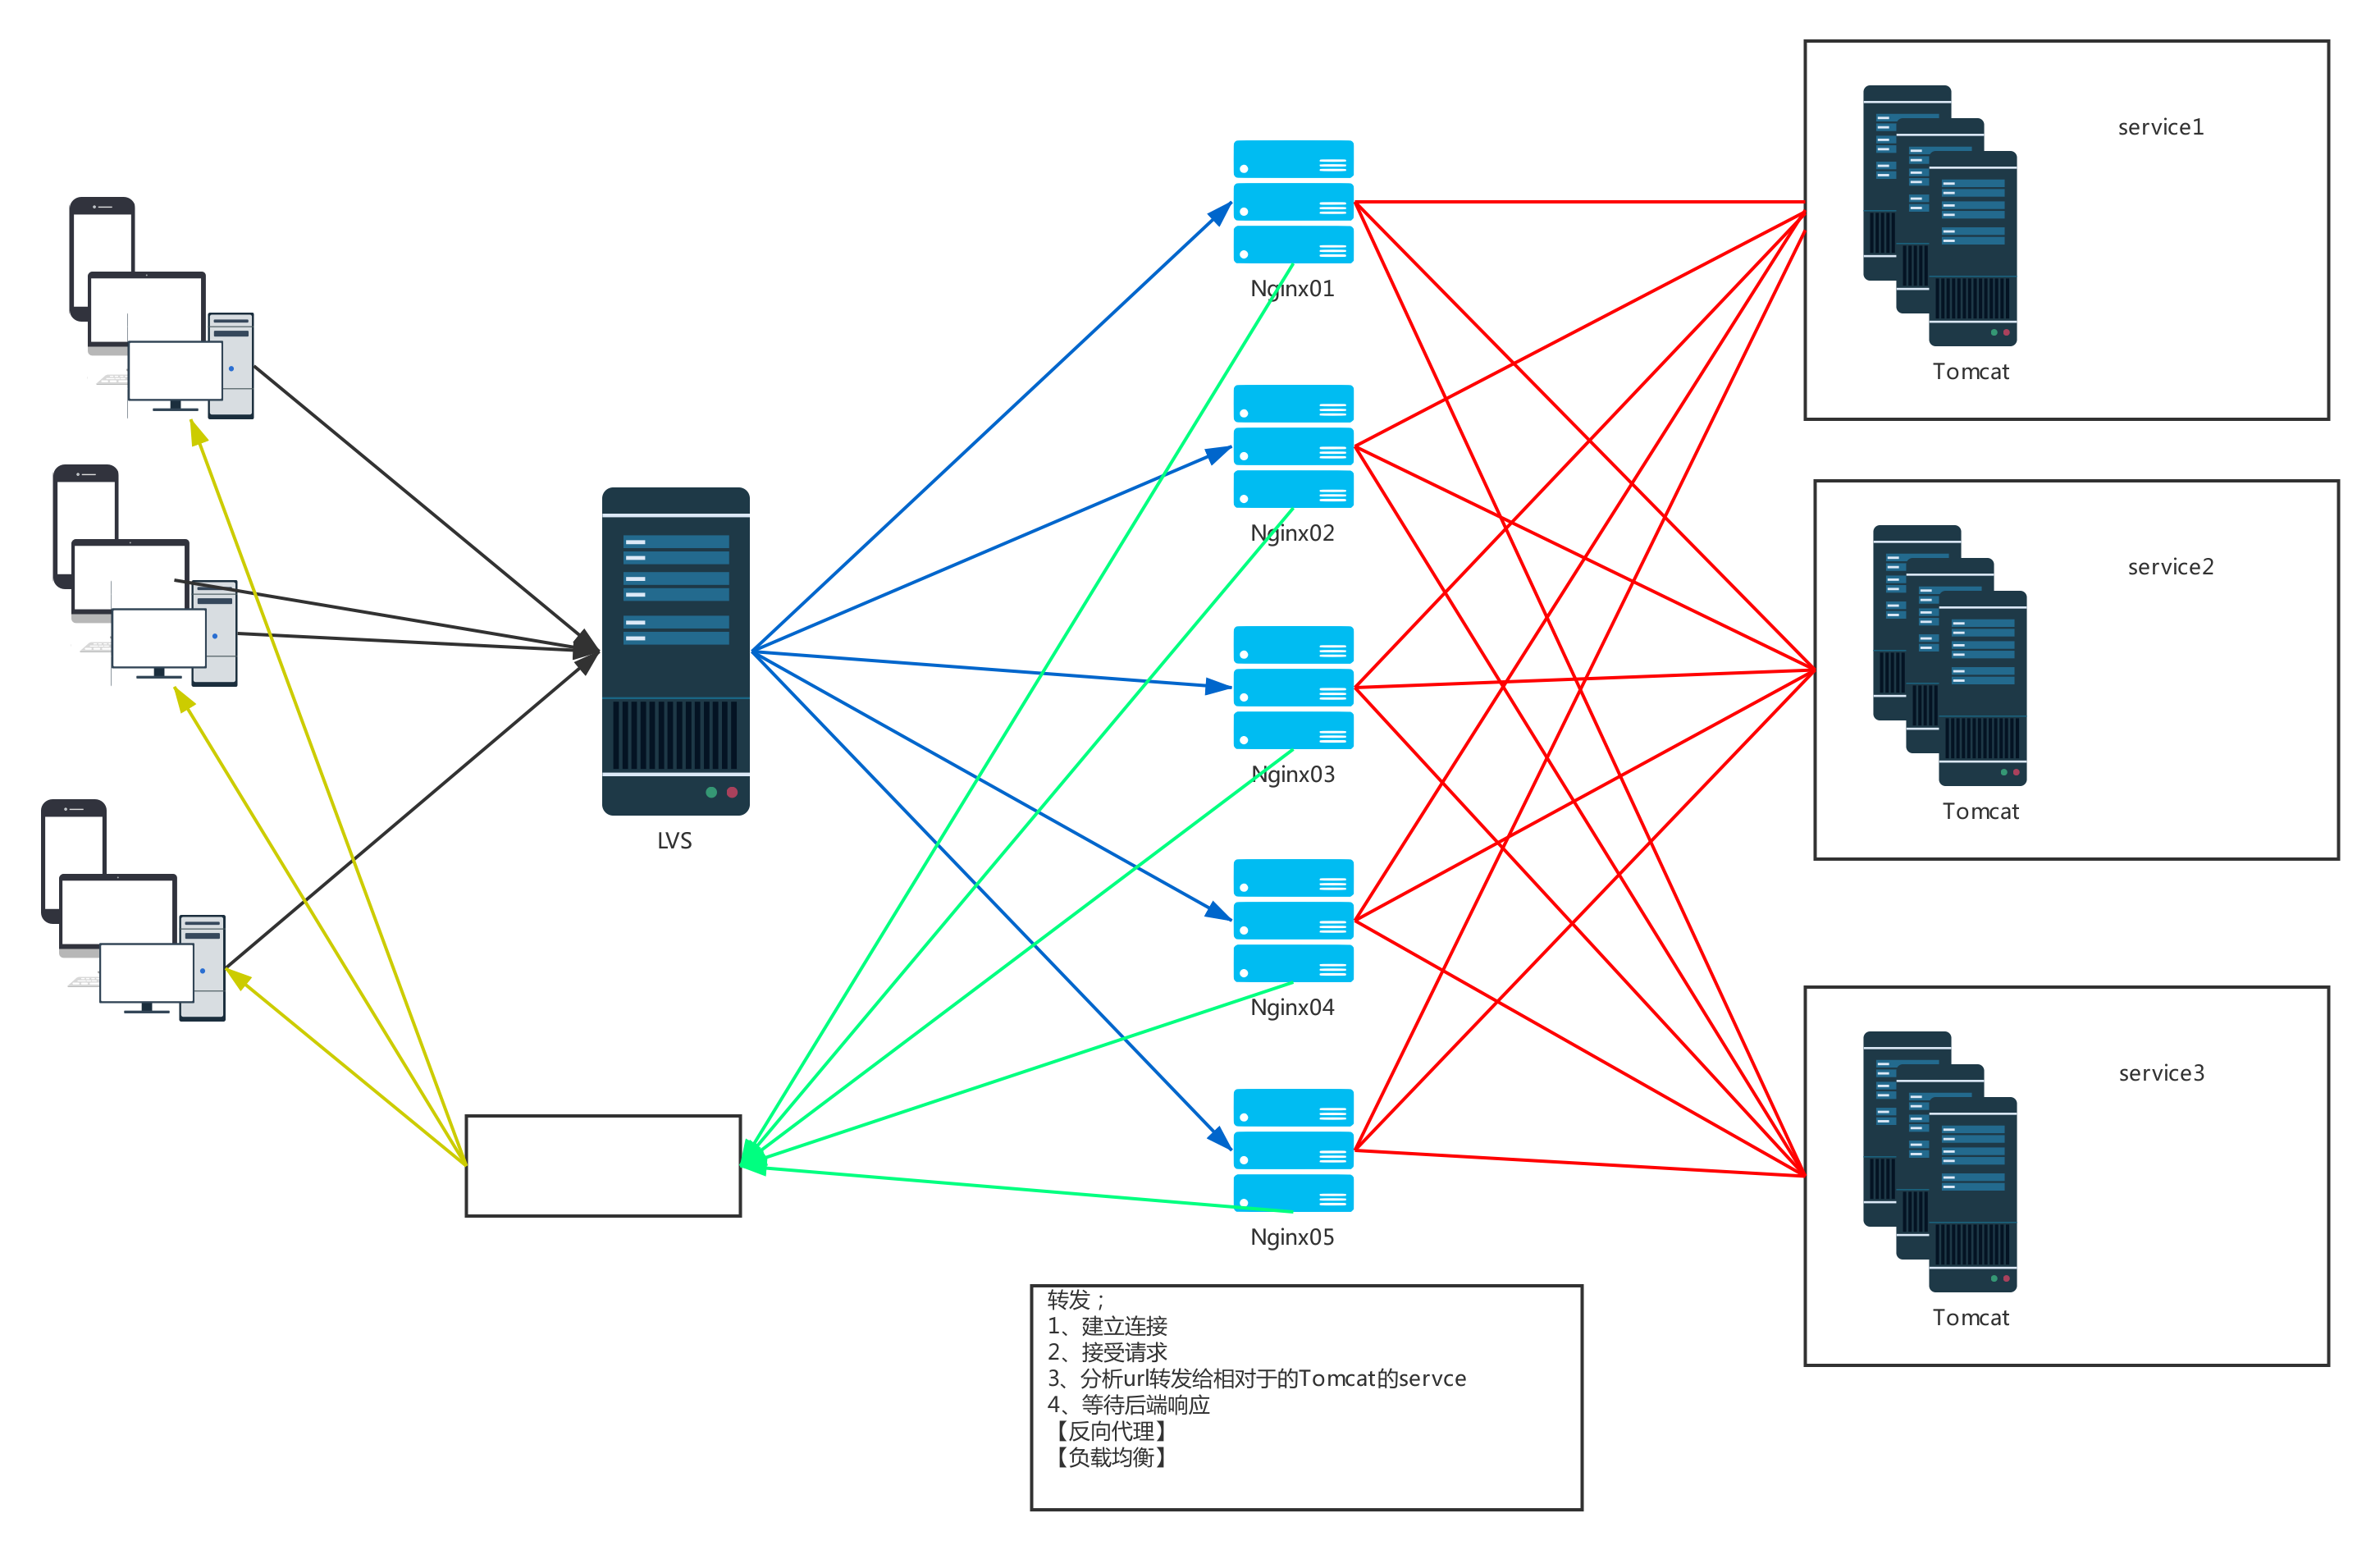 service1
Nginx01
Tomcat
Nginx02
service2
Nginx03
Tomcat
LVS
Nginx04
service3
Nginx05
Tomcat
转发；
1、建立连接
2、接受请求
3、分析url转发给相对于的Tomcat的servce
4、等待后端响应
【反向代理】
【负载均衡】